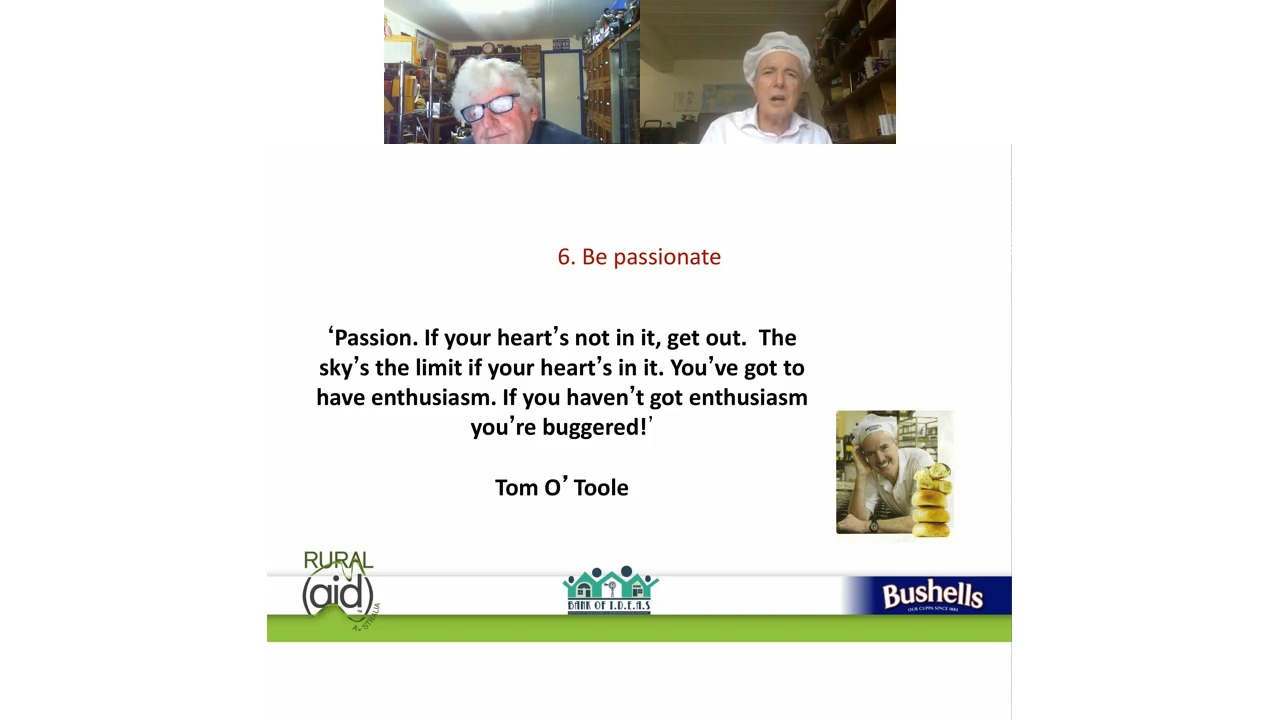 6. Be passionate
‘Passion. If your heart’s not in it, get out.  The
sky’s the limit if your heart’s in it. You’ve got to
have enthusiasm. If you haven’t got enthusiasm
you’re buggered!’
Tom O’ Toole
RURAL
(aid)
BANK OF I.D.E.A.S
Bushells
OUR CUPPA SINCE 1883